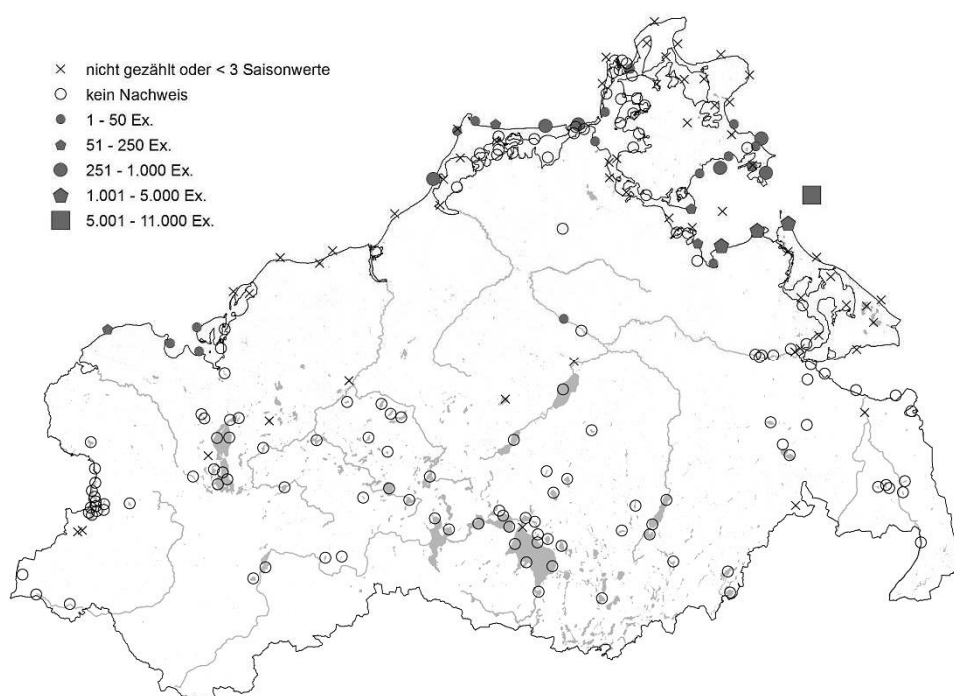 nicht gezählt oder < 3 Saisonwerte
kein Nachweis
1 - 50 Ex.
51 - 250 Ex.
251 - 1.000 Ex.
1.001 - 5.000 Ex.
5.001 - 11.000 Ex.